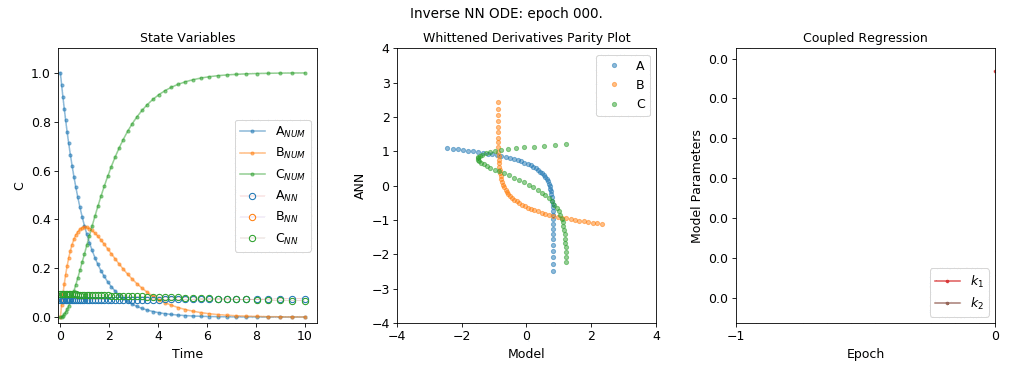 Inverse NN ODE: epoch 000.
State Variables
1.0
0.8
0.6
0.4
0.2
0.0
C
0
2
4
6
8
10
Time
A_NUM
B_NUM
C_NUM
A_NN
B_NN
C_NN
Whittened Derivatives Parity Plot
4
3
2
1
0
−1
−2
−3
−4
ANN
−4
−2
0
2
4
Model
A
B
C
Coupled Regression
0.0
0.0
0.0
0.0
0.0
0.0
0.0
Model Parameters
−1
0
Epoch
k_1
k_2